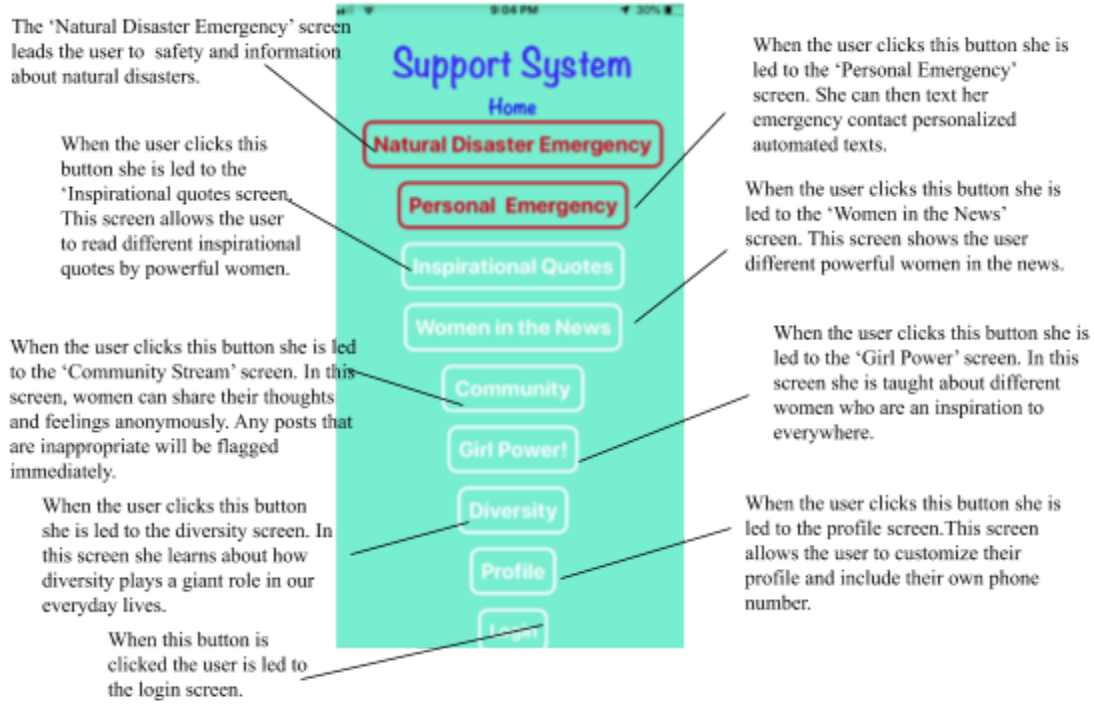 The ‘Natural Disaster Emergency’ screen
leads the user to safety and information
about natural disasters.
When the user clicks this
button she is led to the
‘Inspirational quotes screen.
This screen allows the user
to read different inspirational
quotes by powerful women.
When the user clicks this button she is led
to the ‘Community Stream’ screen. In this
screen, women can share their thoughts
and feelings anonymously. Any posts that
are inappropriate will be flagged
immediately.
When the user clicks this button
she is led to the diversity screen. In
this screen she learns about how
diversity plays a giant role in our
everyday lives.
When this button is
clicked the user is led to
the login screen.
9:04 PM
30%
Support System
Home
Natural Disaster Emergency
Personal Emergency
Inspirational Quotes
Women in the News
Community
Girl Power!
Diversity
Profile
Login
When the user clicks this button she is
led to the ‘Personal Emergency’
screen. She can then text her
emergency contact personalized
automated texts.
When the user clicks this button she is
led to the ‘Women in the News’
screen. This screen shows the user
different powerful women in the news.
When the user clicks this button she is
led to the ‘Girl Power’ screen. In this
screen she is taught about different
women who are an inspiration to
everywhere.
When the user clicks this button she is
led to the profile screen.This screen
allows the user to customize their
profile and include their own phone
number.